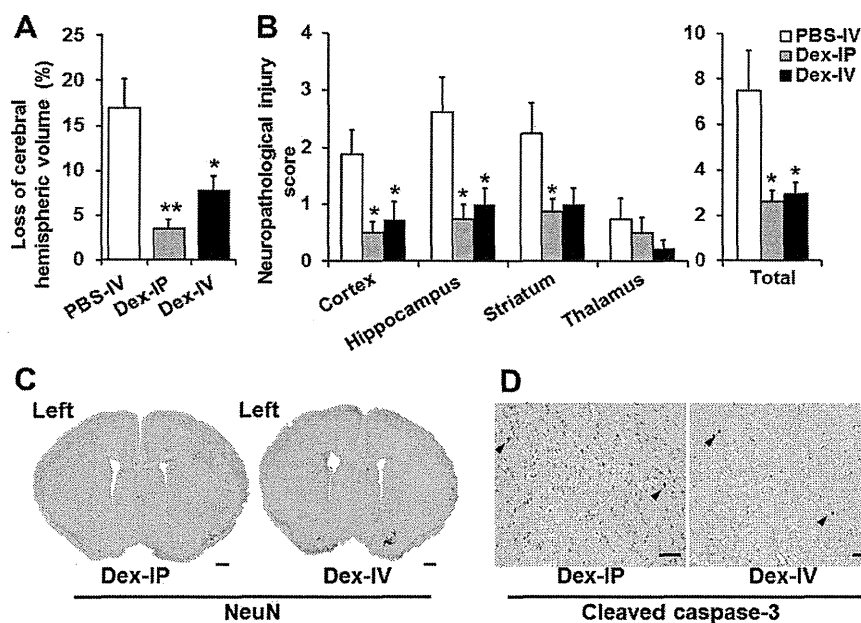 A
Loss of cerebral
hemispheric volume (%)
25
20
15
10
5
0
**
*
PBS-IV
Dex-IP
Dex-IV
B
Neuropathological injury
score
4
3
2
1
0
*
*
*
*
*
Cortex
Hippocampus
Striatum
Thalamus
10
8
6
4
2
0
*
*
Total
PBS-IV
Dex-IP
Dex-IV
C
Left
Left
Dex-IP
Dex-IV
NeuN
D
Dex-IP
Dex-IV
Cleaved caspase-3